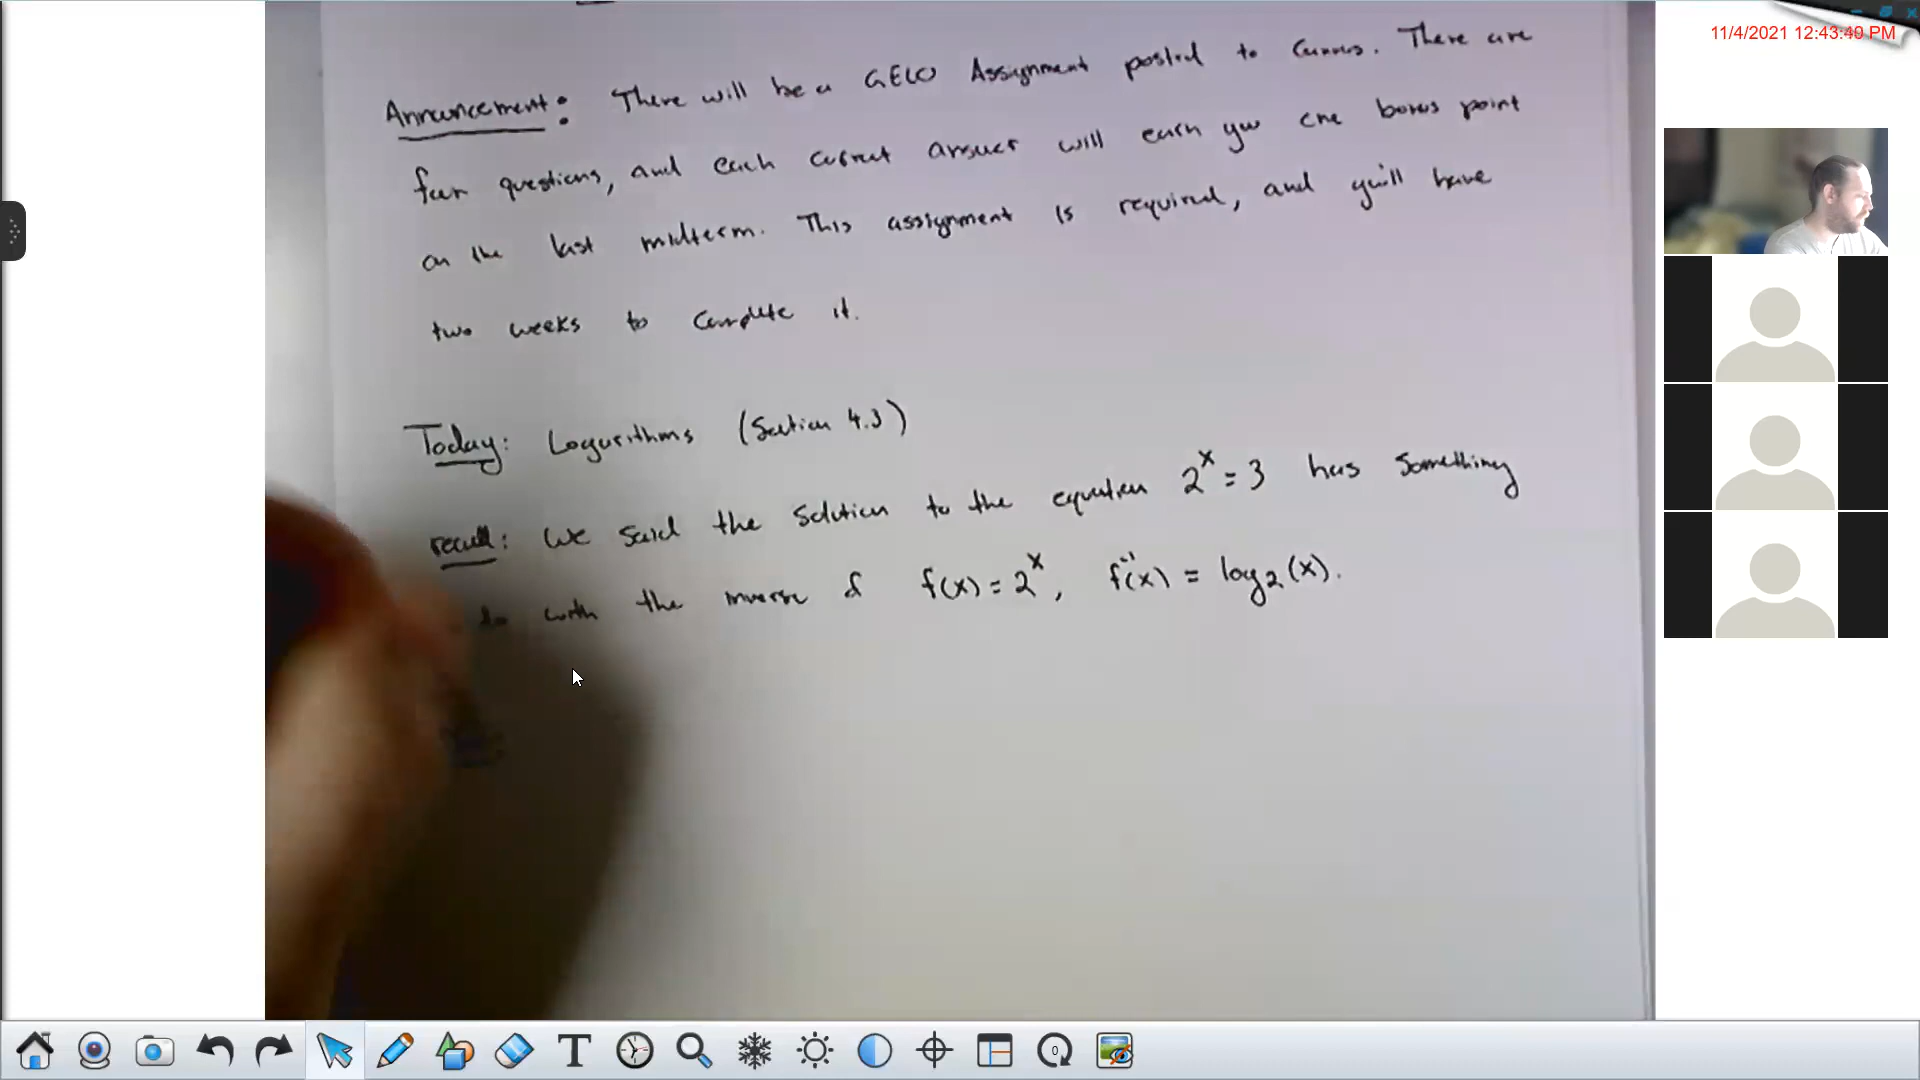 11/4/2021 12:43:40 PM
Announcement: There will be a GELO Assignment posted to Canvas. There are
four questions, and each correct answer will earn you one bonus point
on the last midterm. This assignment is required, and you'll have
two weeks to complete it.
Today: Logarithms (Section 4.3)
recall: We said the solution to the equation 2^x = 3 has something
to do with the inverse of f(x) = 2^x, f^{-1}(x) = log_2(x).
T
0